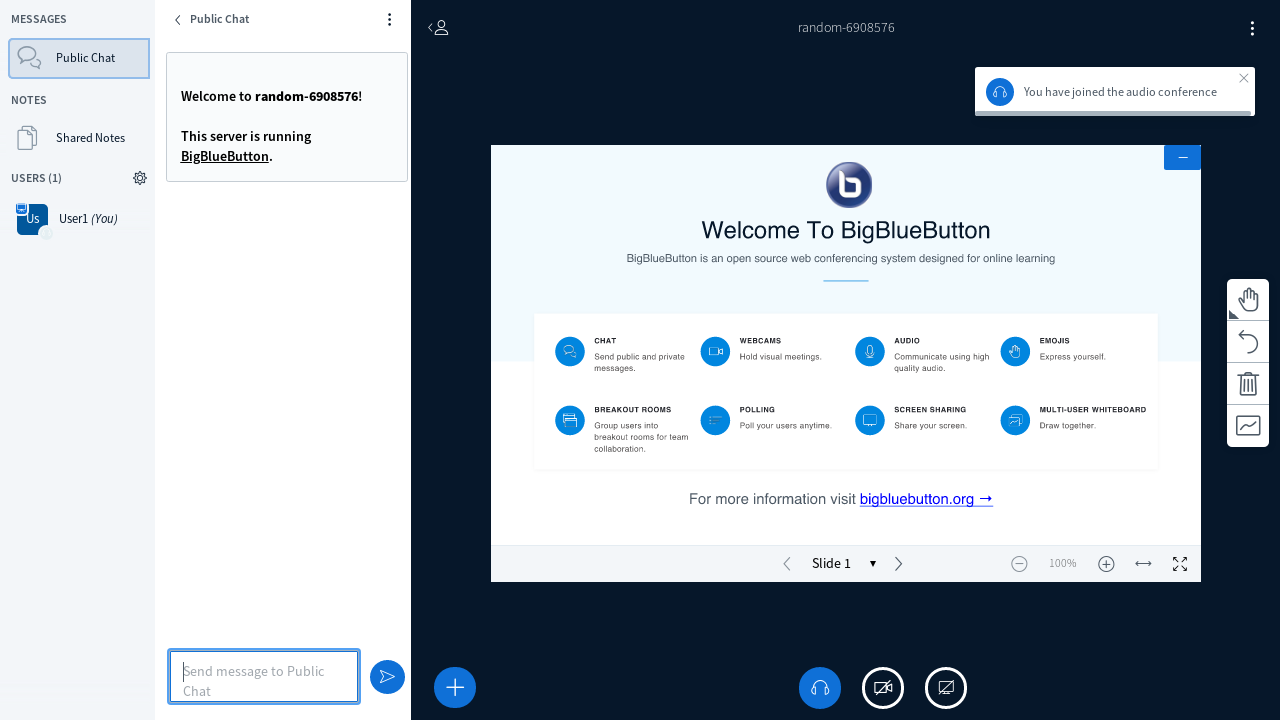 MESSAGES
Public Chat
NOTES
Shared Notes
USERS (1)
Us
User1 (You)
Public Chat
Welcome to random-6908576!
This server is running
BigBlueButton.
Send message to Public
Chat
random-6908576
You have joined the audio conference
Welcome To BigBlueButton
BigBlueButton is an open source web conferencing system designed for online learning
CHAT
Send public and private
messages.
WEBCAMS
Hold visual meetings.
AUDIO
Communicate using high
quality audio.
EMOJIS
Express yourself.
BREAKOUT ROOMS
Group users into
breakout rooms for team
collaboration.
POLLING
Poll your users anytime.
SCREEN SHARING
Share your screen.
MULTI-USER WHITEBOARD
Draw together.
For more information visit bigbluebutton.org →
Slide 1
100%